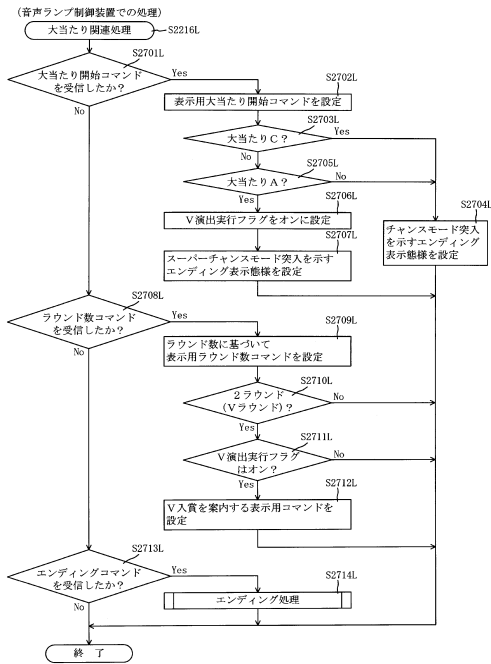 （音声ランプ制御装置での処理）
大当たり関連処理
S2216L
S2701L
大当たり開始コマンド
を受信したか？
Yes
No
S2702L
表示用大当たり開始コマンドを設定
S2703L
大当たりＣ？
Yes
No
S2705L
大当たりＡ？
No
Yes
S2706L
Ｖ演出実行フラグをオンに設定
S2704L
チャンスモード突入
を示すエンディング
表示態様を設定
S2707L
スーパーチャンスモード突入を示す
エンディング表示態様を設定
S2708L
ラウンド数コマンド
を受信したか？
Yes
No
S2709L
ラウンド数に基づいて
表示用ラウンド数コマンドを設定
S2710L
２ラウンド
（Ｖラウンド）？
No
Yes
S2711L
Ｖ演出実行フラグ
はオン？
No
Yes
S2712L
Ｖ入賞を案内する表示用コマンドを
設定
S2713L
エンディングコマンド
を受信したか？
Yes
No
S2714L
エンディング処理
終　了